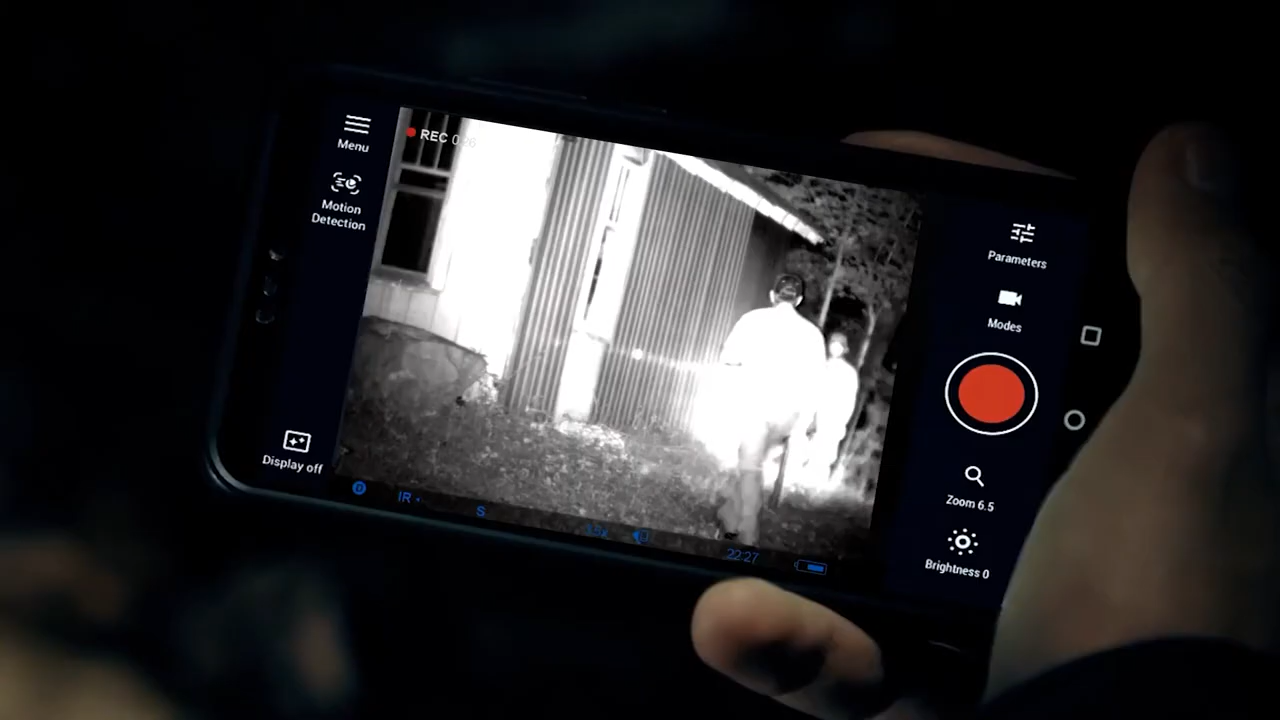 Menu
REC
Motion
Detection
Display off
IR
S
22:27
Parameters
Modes
Zoom 6.5
Brightness 0